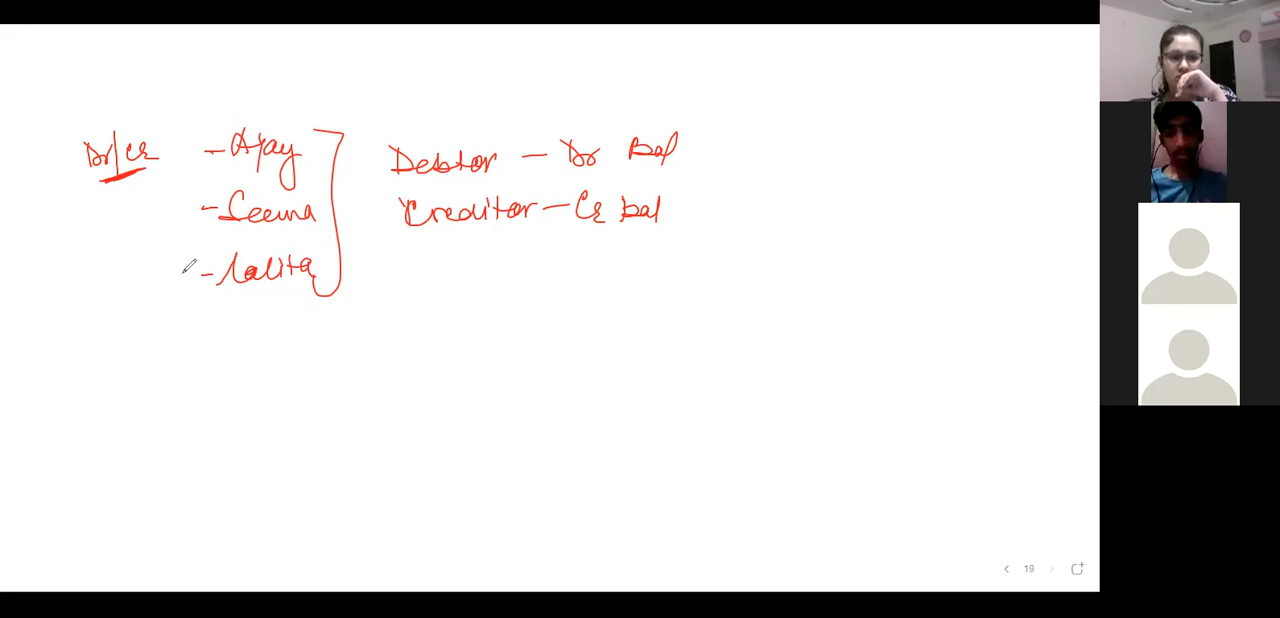 Dr/Cr - Ajay
- Seema
- Lalita
Debtor - Dr Bal
Creditor - Cr bal
19